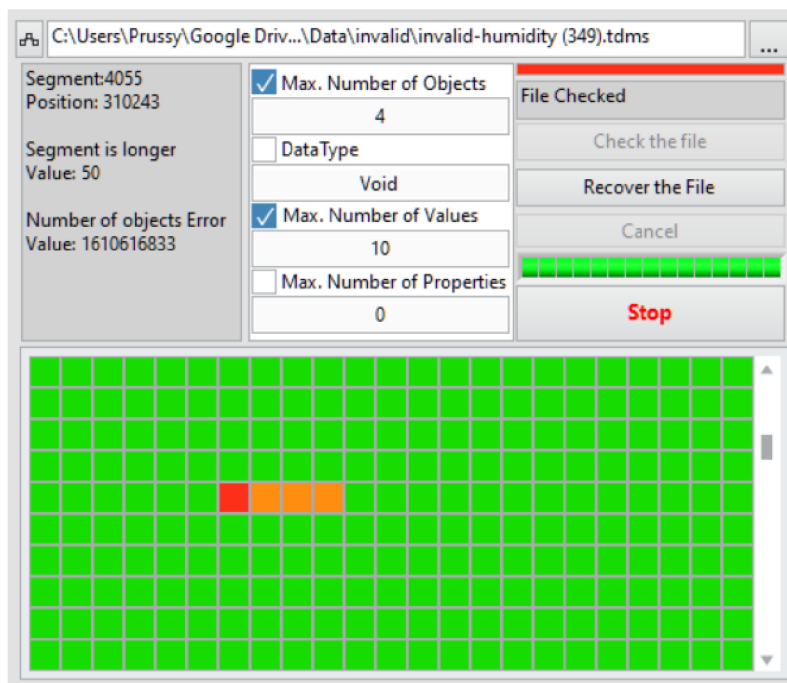 C:\Users\Prussy\Google Driv...\Data\invalid\invalid-humidity (349).tdms
...
Segment:4055
Position: 310243
Segment is longer
Value: 50
Number of objects Error
Value: 1610616833
Max. Number of Objects
4
DataType
Void
Max. Number of Values
10
Max. Number of Properties
0
File Checked
Check the file
Recover the File
Cancel
Stop